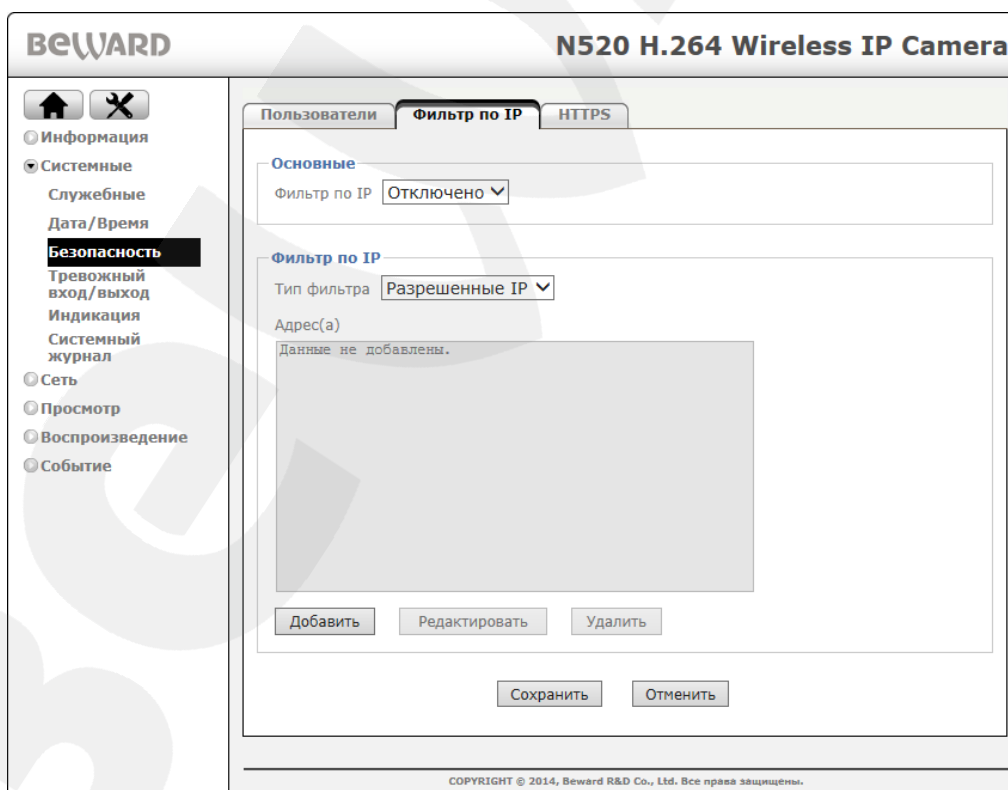 BEWARD
N520 H.264 Wireless IP Camera
Информация
Системные
Служебные
Дата/Время
Безопасность
Тревожный
вход/выход
Индикация
Системный
журнал
Сеть
Просмотр
Воспроизведение
Событие
Пользователи
Фильтр по IP
HTTPS
Основные
Фильтр по IP Отключено
Фильтр по IP
Тип фильтра Разрешенные IP
Адрес(а)
Данные не добавлены.
Добавить Редактировать Удалить
Сохранить Отменить
COPYRIGHT © 2014, Beward R&D Co., Ltd. Все права защищены.